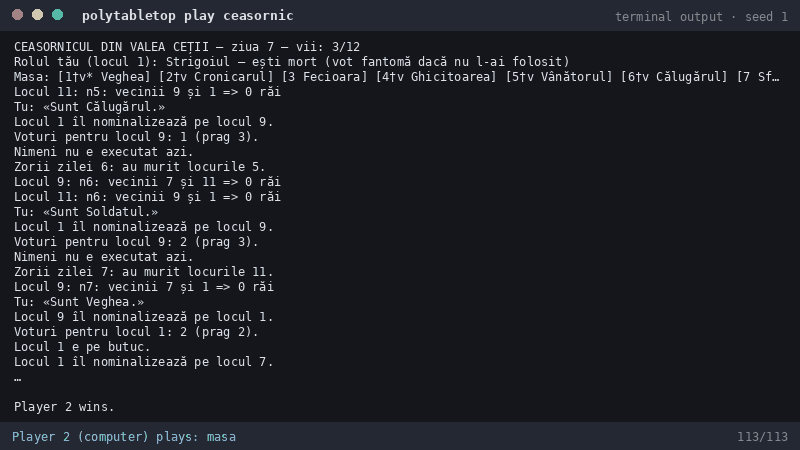 polytabletop play ceasornic
terminal output · seed 1
CEASORNICUL DIN VALEA CEȚII — ziua 7 — vii: 3/12
Rolul tău (locul 1): Strigoiul — ești mort (vot fantomă dacă nu l-ai folosit)
Masa: [1†v* Veghea] [2†v Cronicarul] [3 Fecioara] [4†v Ghicitoarea] [5†v Vânătorul] [6†v Călugărul] [7 Sf…
Locul 11: n5: vecinii 9 și 1 => 0 răi
Tu: «Sunt Călugărul.»
Locul 1 îl nominalizează pe locul 9.
Voturi pentru locul 9: 1 (prag 3).
Nimeni nu e executat azi.
Zorii zilei 6: au murit locurile 5.
Locul 9: n6: vecinii 7 și 11 => 0 răi
Locul 11: n6: vecinii 9 și 1 => 0 răi
Tu: «Sunt Soldatul.»
Locul 1 îl nominalizează pe locul 9.
Voturi pentru locul 9: 2 (prag 3).
Nimeni nu e executat azi.
Zorii zilei 7: au murit locurile 11.
Locul 9: n7: vecinii 7 și 1 => 0 răi
Tu: «Sunt Veghea.»
Locul 9 îl nominalizează pe locul 1.
Voturi pentru locul 1: 2 (prag 2).
Locul 1 e pe butuc.
Locul 1 îl nominalizează pe locul 7.
…
Player 2 wins.
Player 2 (computer) plays: masa
113/113